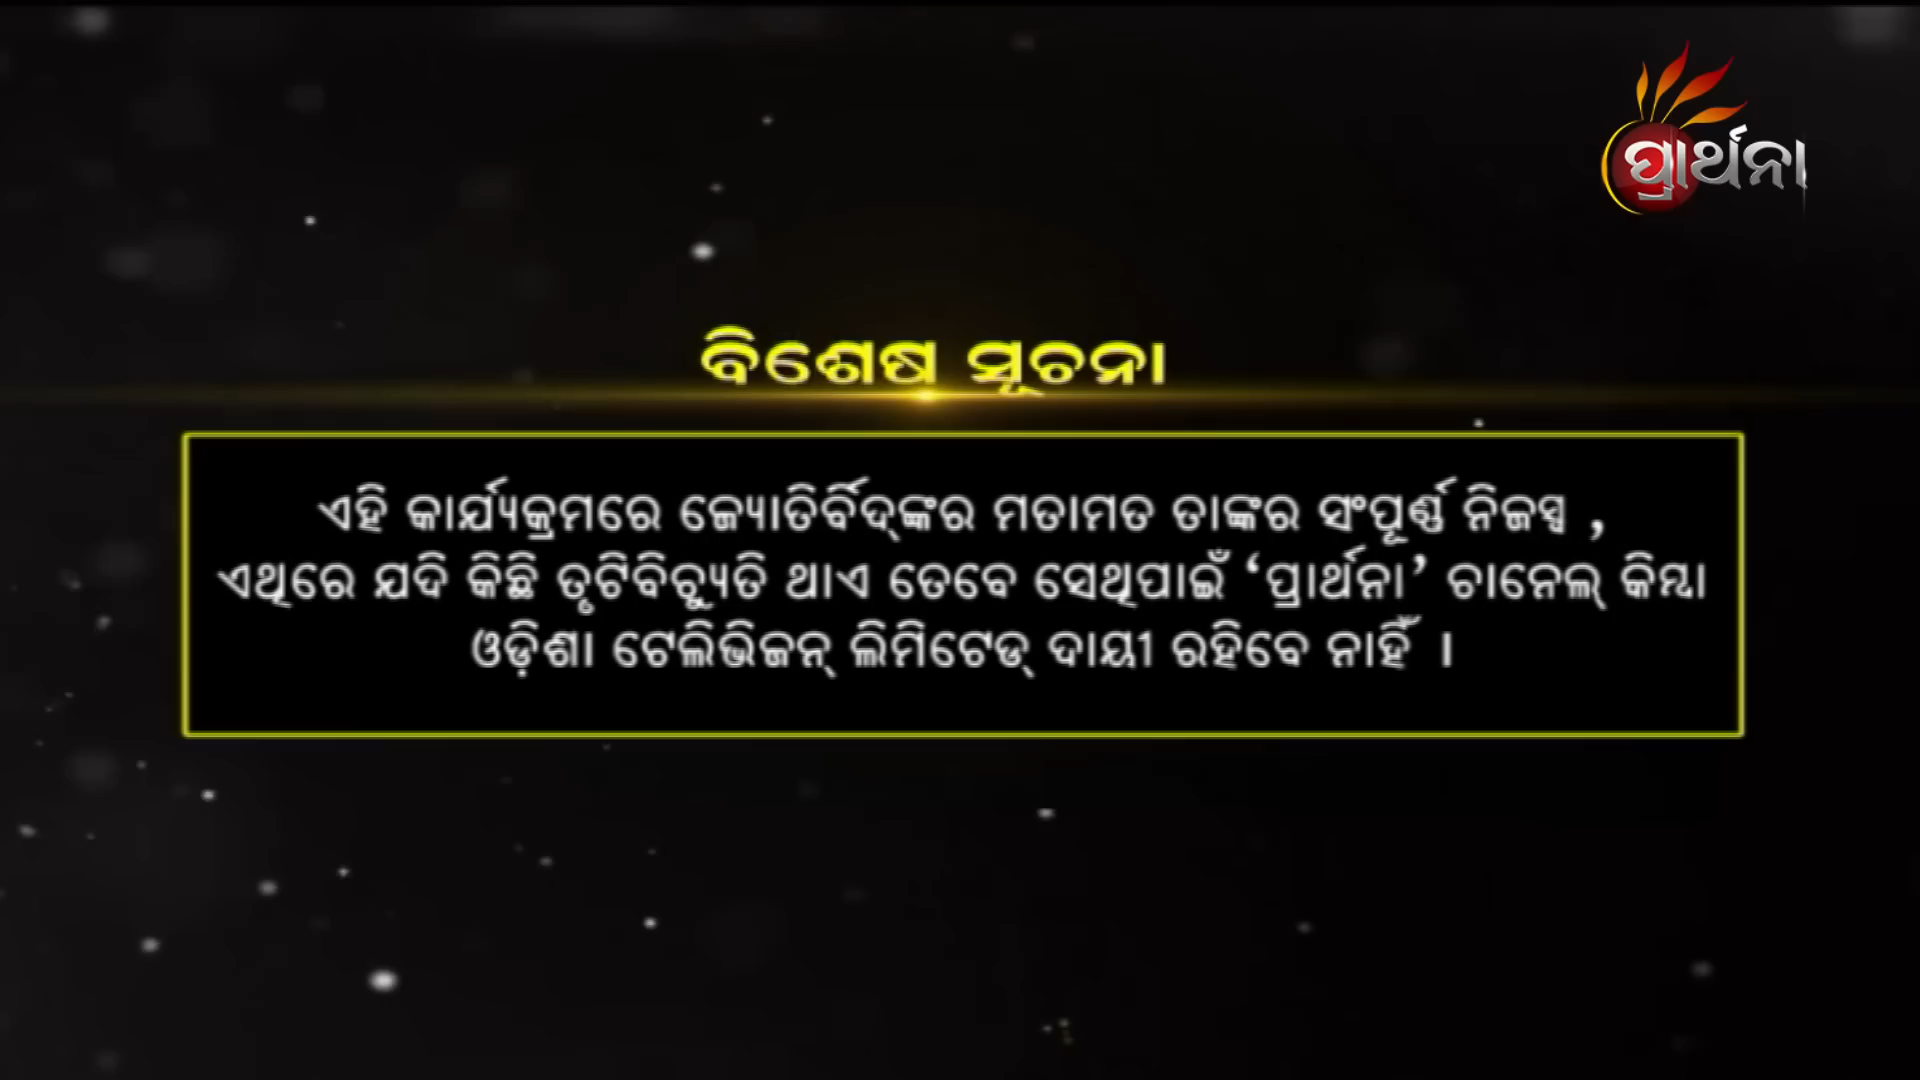 ପ୍ରାର୍ଥନା
ବିଶେଷ ସୂଚନା
ଏହି କାର୍ଯ୍ୟକ୍ରମରେ ଜ୍ୟୋତିର୍ବିଦ୍‌ଙ୍କର ମତାମତ ତାଙ୍କର ସଂପୂର୍ଣ୍ଣ ନିଜସ୍ୱ ,
ଏଥିରେ ଯଦି କିଛି ତୃଟିବିଚ୍ୟୁତି ଥାଏ ତେବେ ସେଥିପାଇଁ ‘ପ୍ରାର୍ଥନା’ ଚାନେଲ୍ କିମ୍ବା
ଓଡ଼ିଶା ଟେଲିଭିଜନ୍ ଲିମିଟେଡ୍ ଦାୟୀ ରହିବେ ନାହିଁ ।